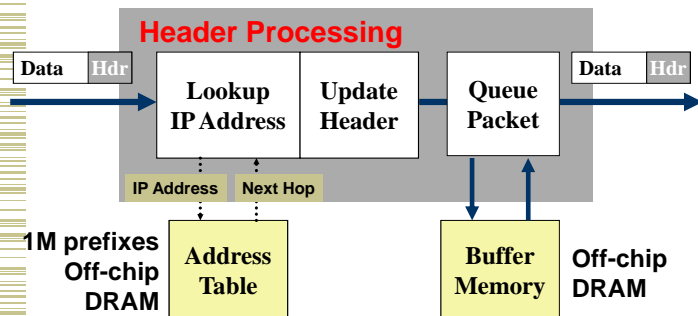 Header Processing
Data Hdr
Data Hdr
Lookup
IP Address
Update
Header
Queue
Packet
IP Address
Next Hop
1M prefixes
Off-chip
DRAM
Address
Table
Buffer
Memory
Off-chip
DRAM